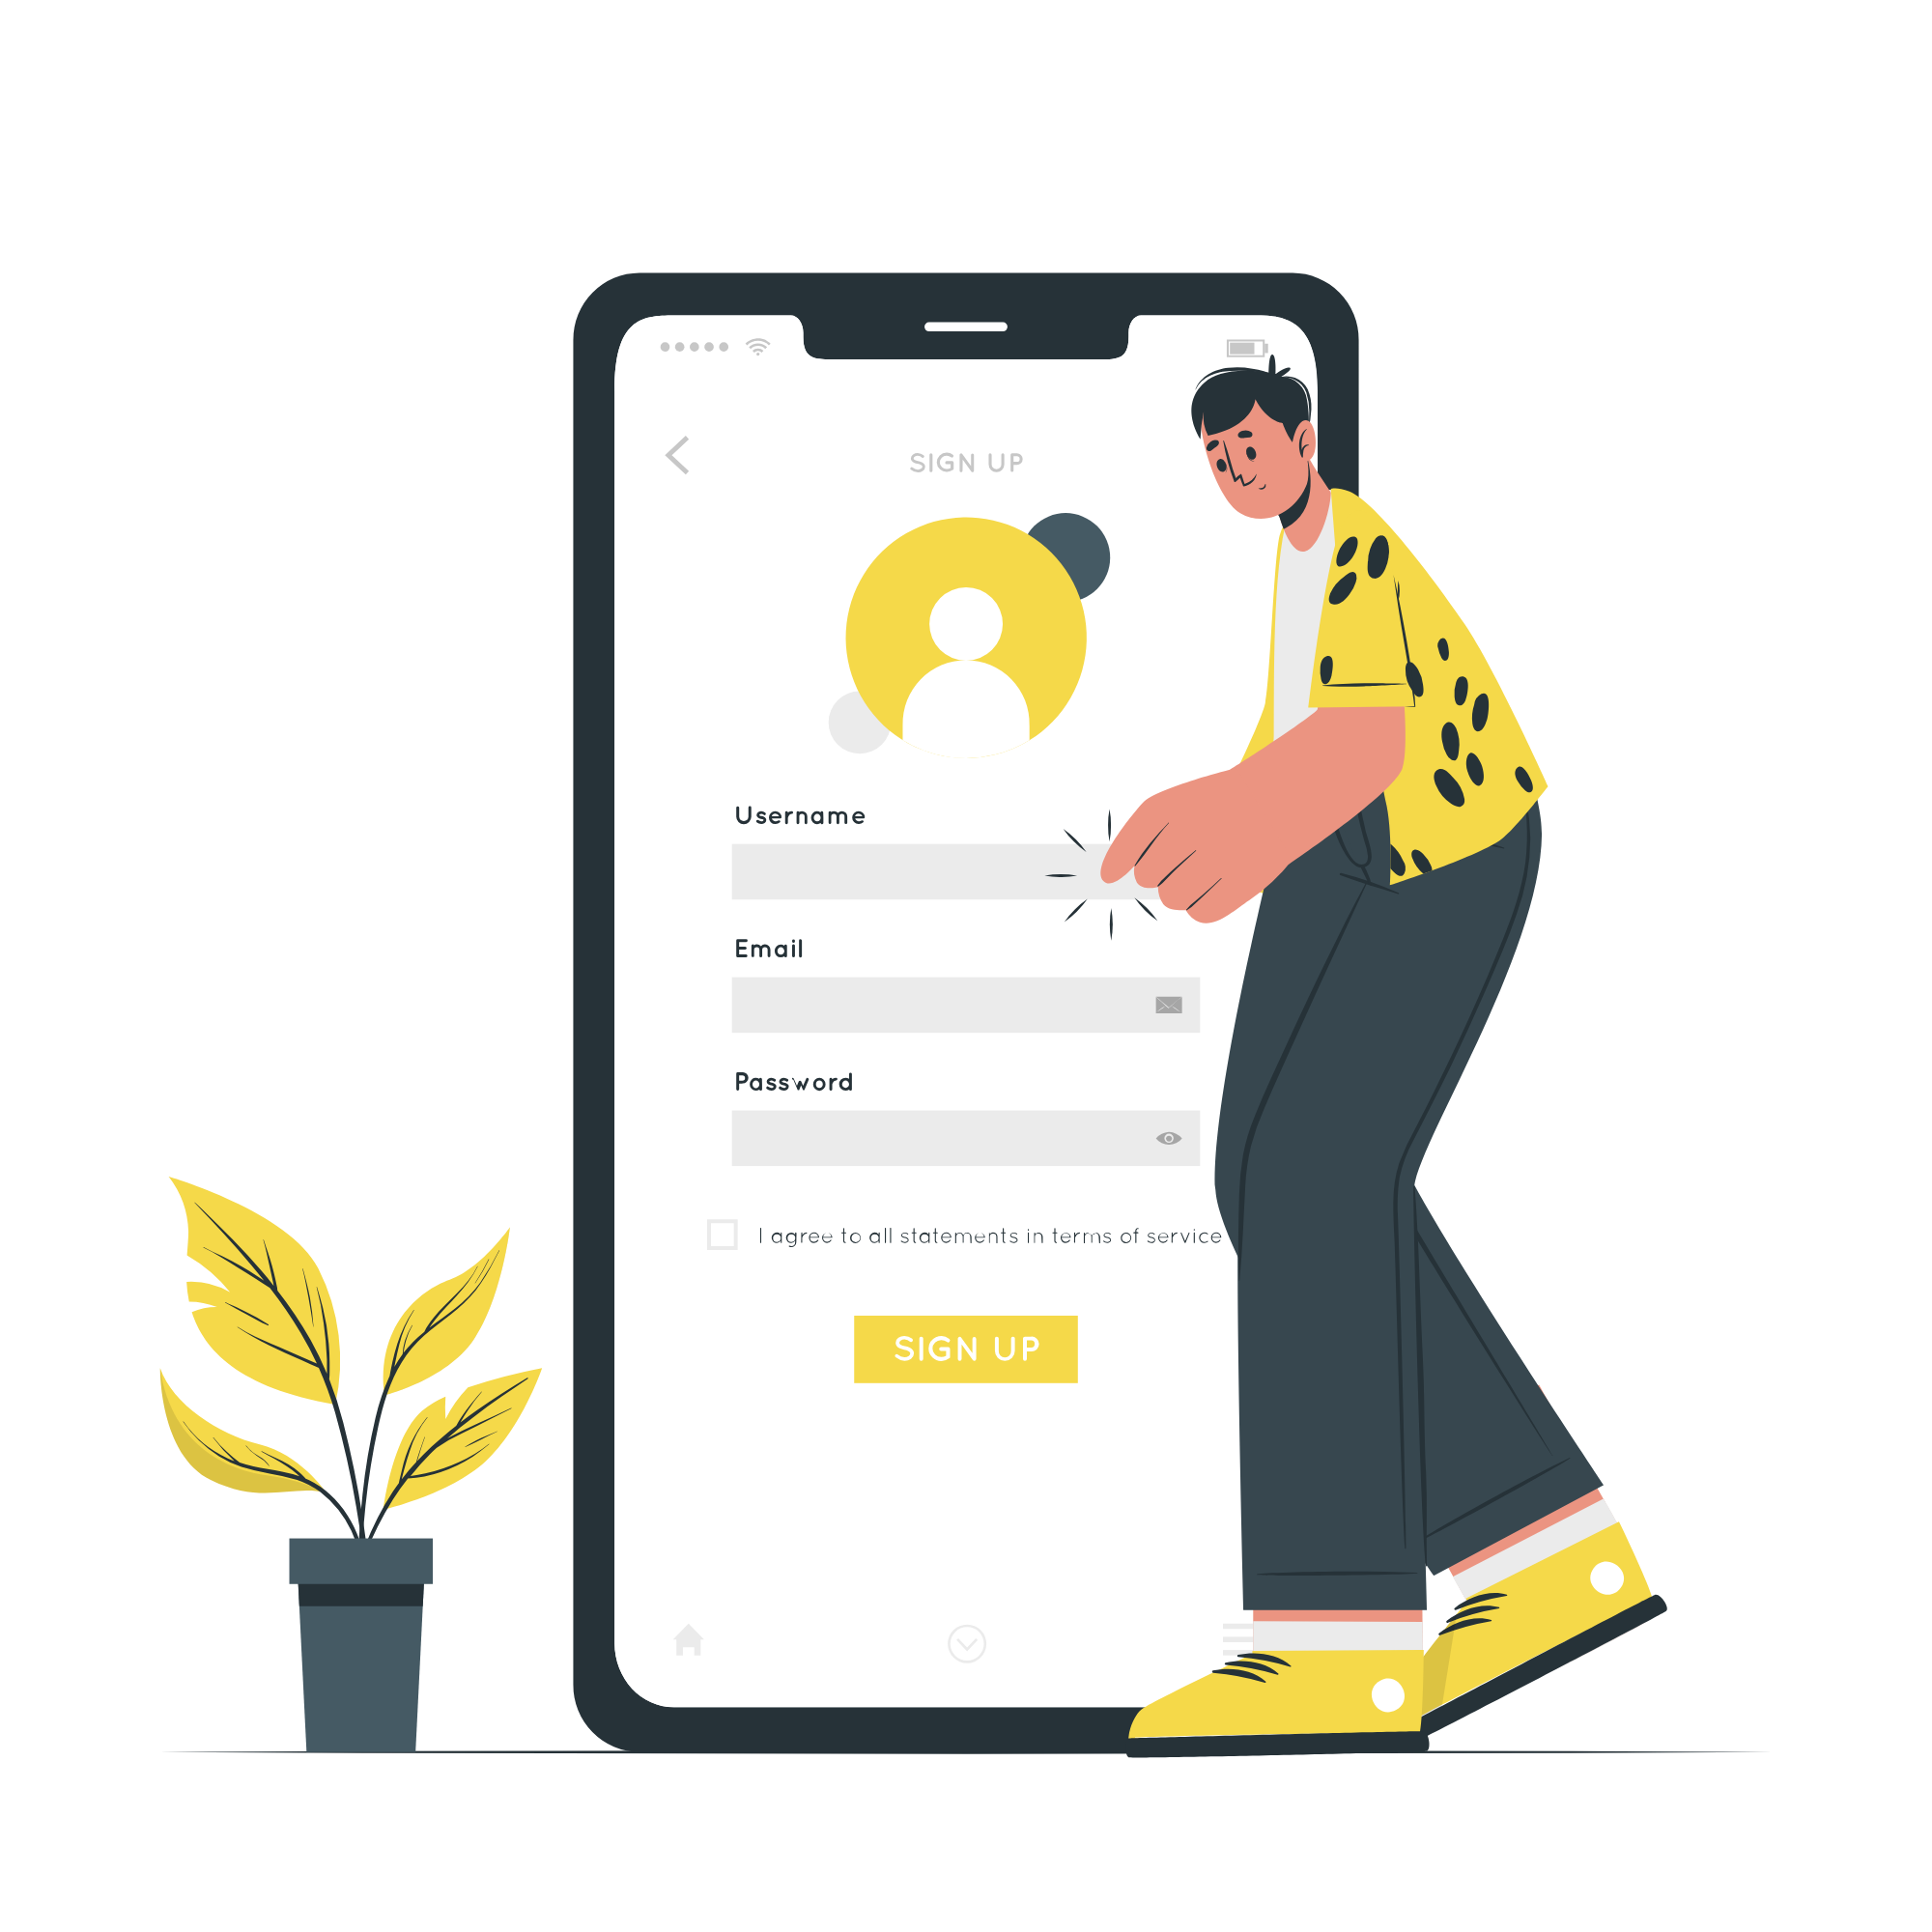 SIGN UP
Username
Email
Password
I agree to all statements in terms of service
SIGN UP